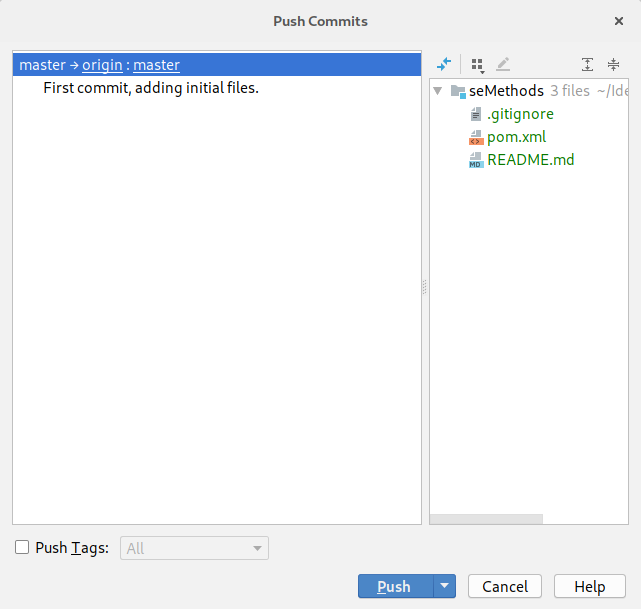 Push Commits
master → origin : master
First commit, adding initial files.
seMethods 3 files ~/Ide
.gitignore
pom.xml
MD README.md
Push Tags: All
Push Cancel Help